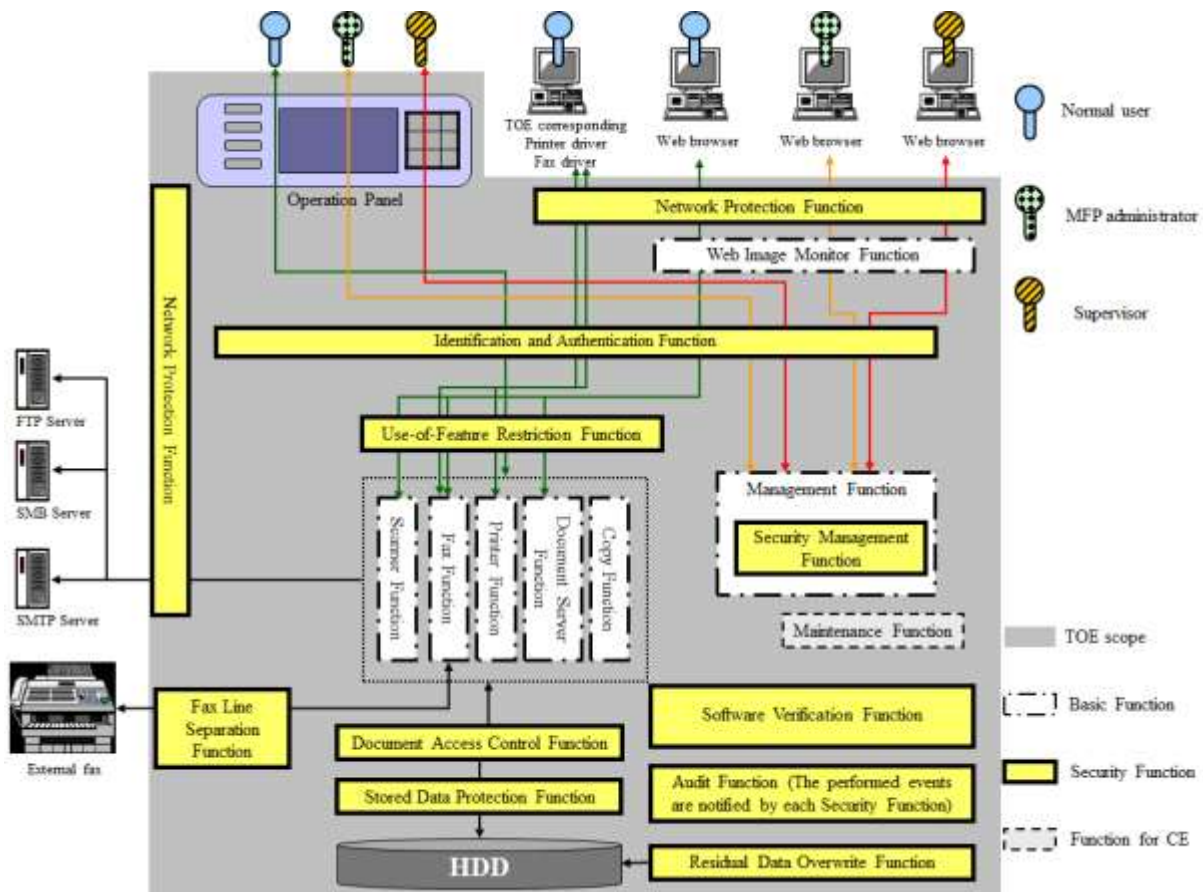 TOE corresponding
Printer driver
Fax driver
Web browser
Web browser
Web browser
Normal user
Operation Panel
Network Protection Function
MFP administrator
Web Image Monitor Function
Network Protection Function
Supervisor
Identification and Authentication Function
FTP Server
Use-of-Feature Restriction Function
SMB Server
Management Function
Security Management
Function
Scanner Function
Fax Function
Printer Function
Document Server
Function
Copy Function
SMTP Server
Maintenance Function
TOE scope
Fax Line
Separation
Function
Software Verification Function
Basic Function
Document Access Control Function
External fax
Stored Data Protection Function
Audit Function (The performed events
are notified by each Security Function)
Security Function
HDD
Residual Data Overwrite Function
Function for CE